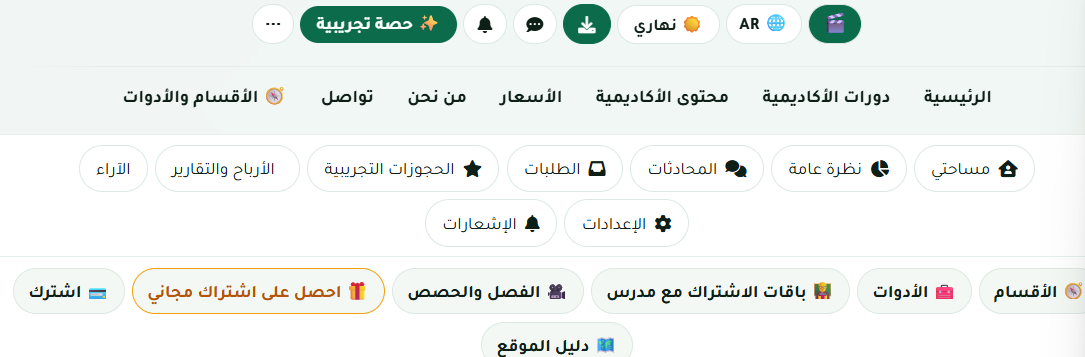 AR نهاري حصة تجريبية ...
الرئيسية دورات الأكاديمية محتوى الأكاديمية الأسعار من نحن تواصل الأقسام والأدوات
مساحتي نظرة عامة المحادثات الطلبات الحجوزات التجريبية الأرباح والتقارير الآراء
الإعدادات الإشعارات
الأقسام الأدوات باقات الاشتراك مع مدرس الفصل والحصص احصل على اشتراك مجاني اشترك
دليل الموقع